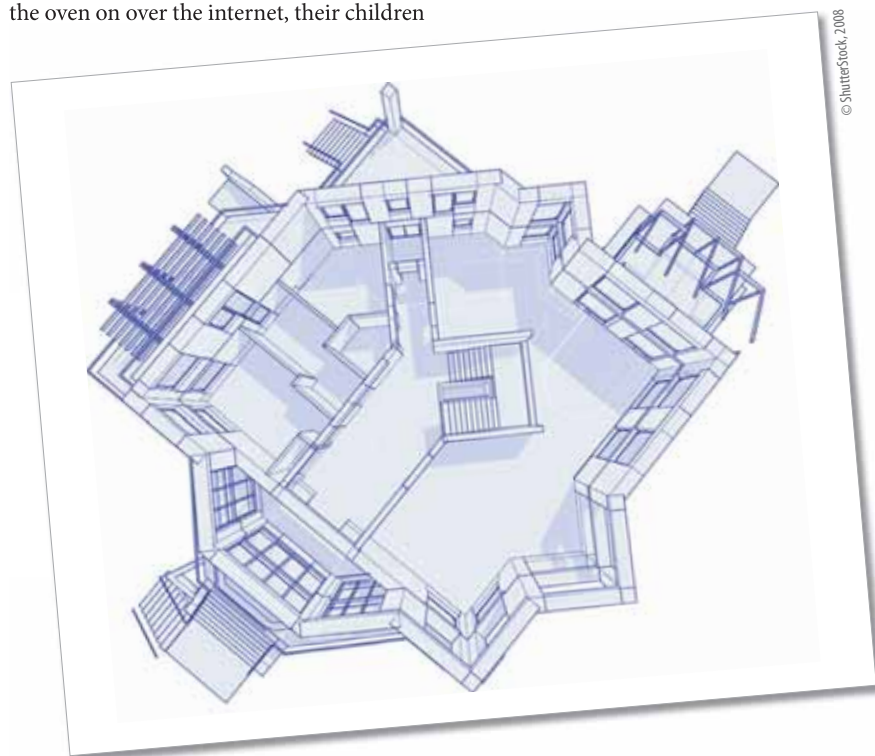 the oven on over the internet, their children
© ShutterStock, 2008